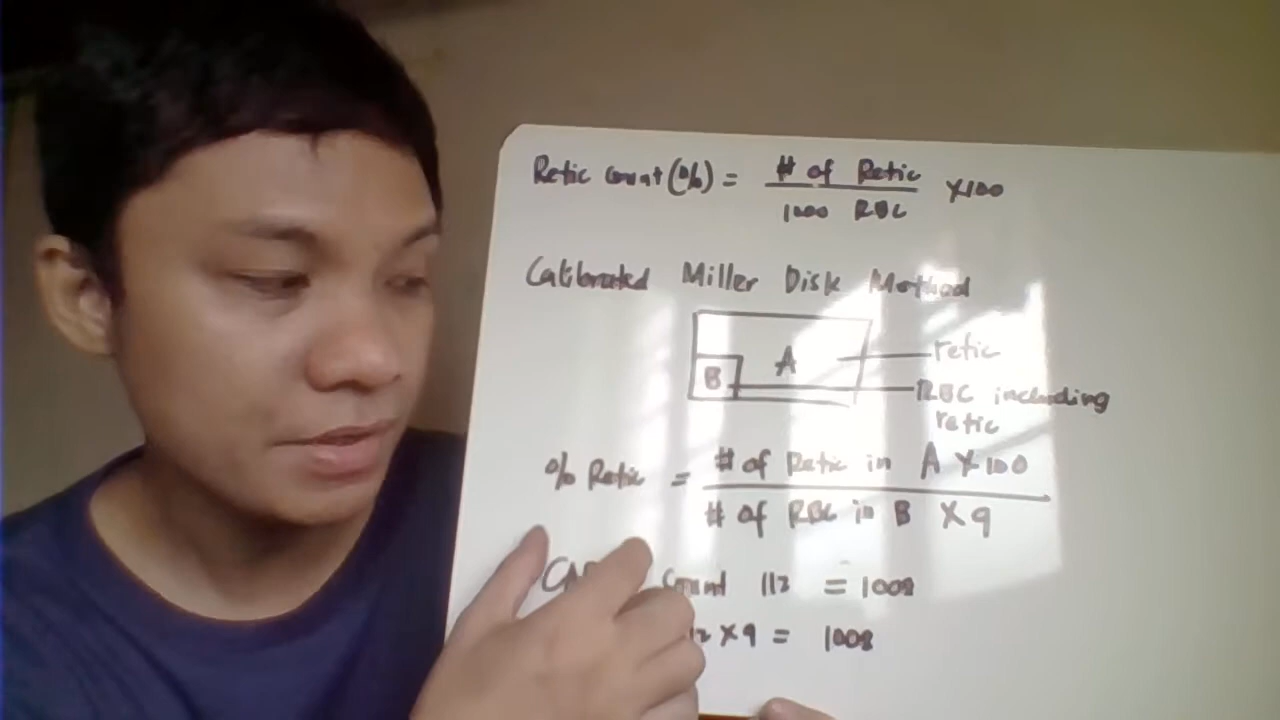 Retic count (%) = # of Retic / 1000 RBC X100
Calibrated Miller Disk Method
A
retic
B
RBC including
retic
% Retic = # of Retic in A X 100 / # of RBC in B X 9
Count 112 = 1008
X 9 = 1008